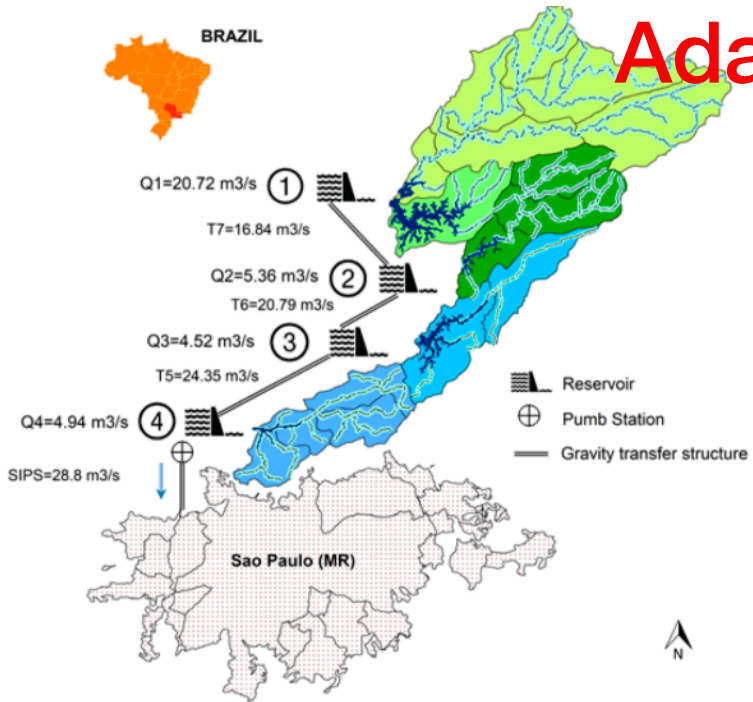 BRAZIL
Ada
Q1=20.72 m3/s
1
T7=16.84 m3/s
Q2=5.36 m3/s
2
T6=20.79 m3/s
Q3=4.52 m3/s
3
T5=24.35 m3/s
Q4=4.94 m3/s
4
SIPS=28.8 m3/s
Reservoir
Pumb Station
Gravity transfer structure
Sao Paulo (MR)
N